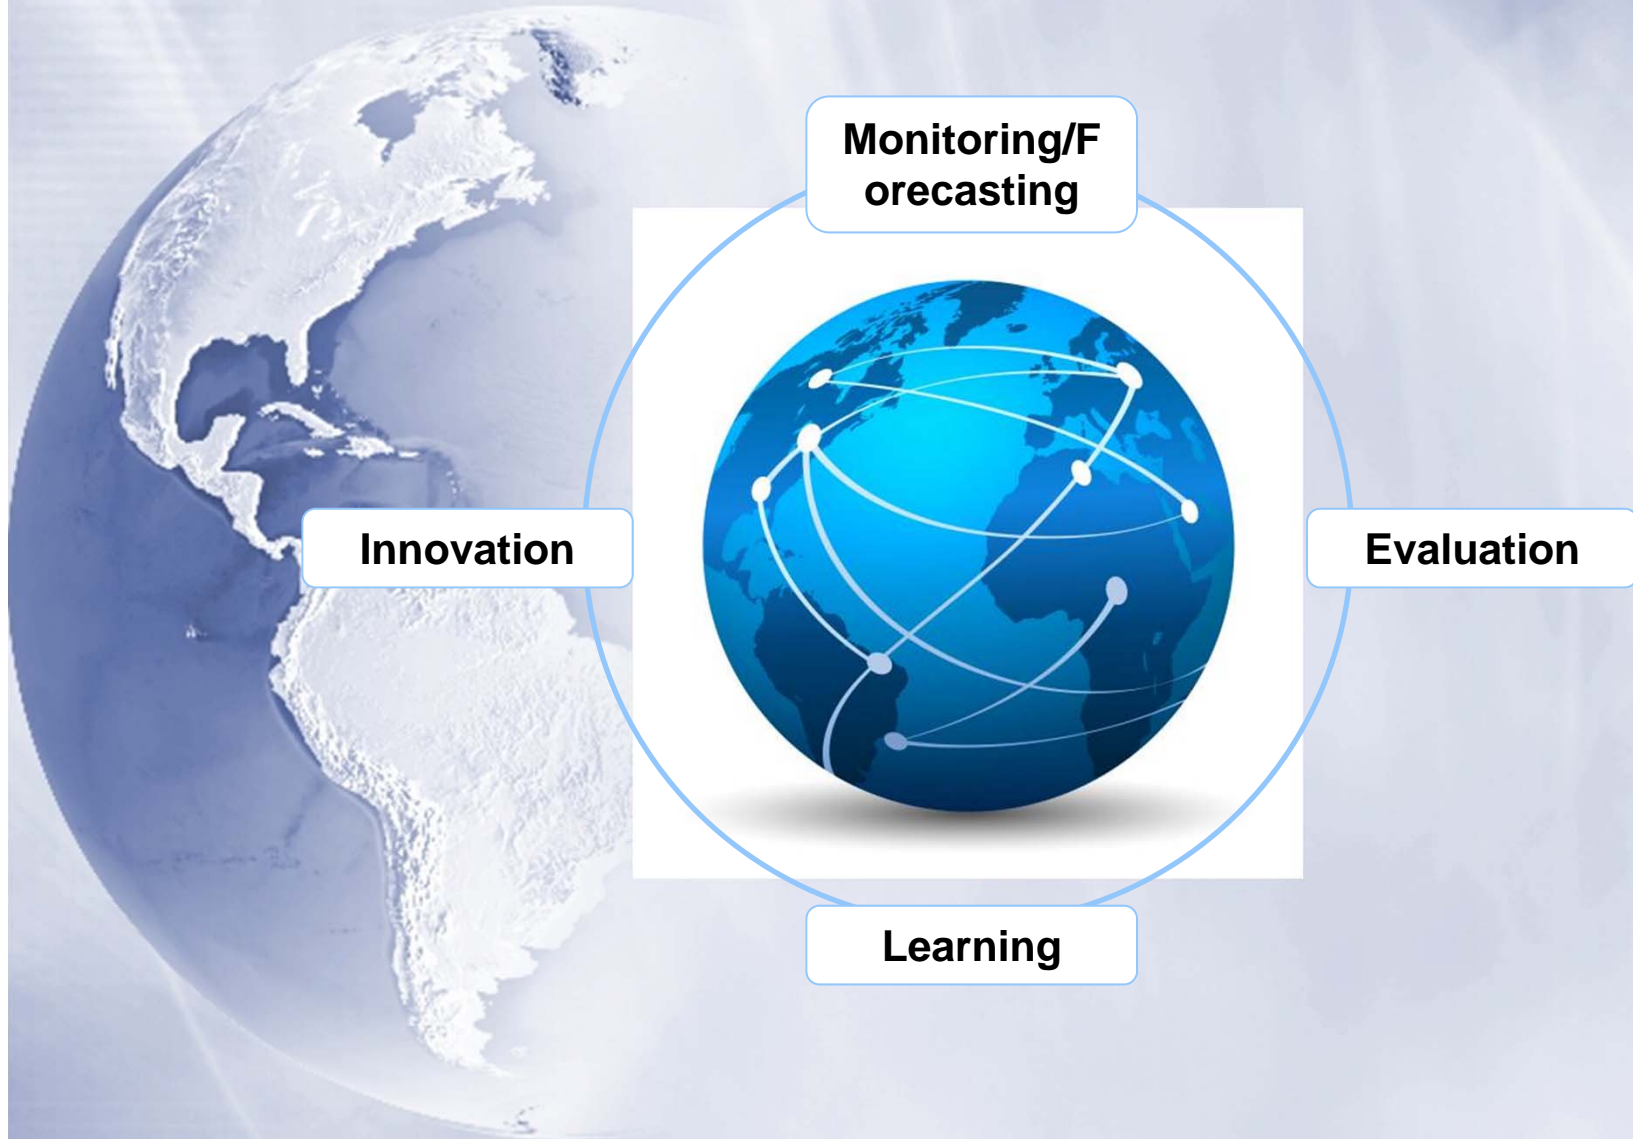 Monitoring/F
orecasting
Innovation
Evaluation
Learning